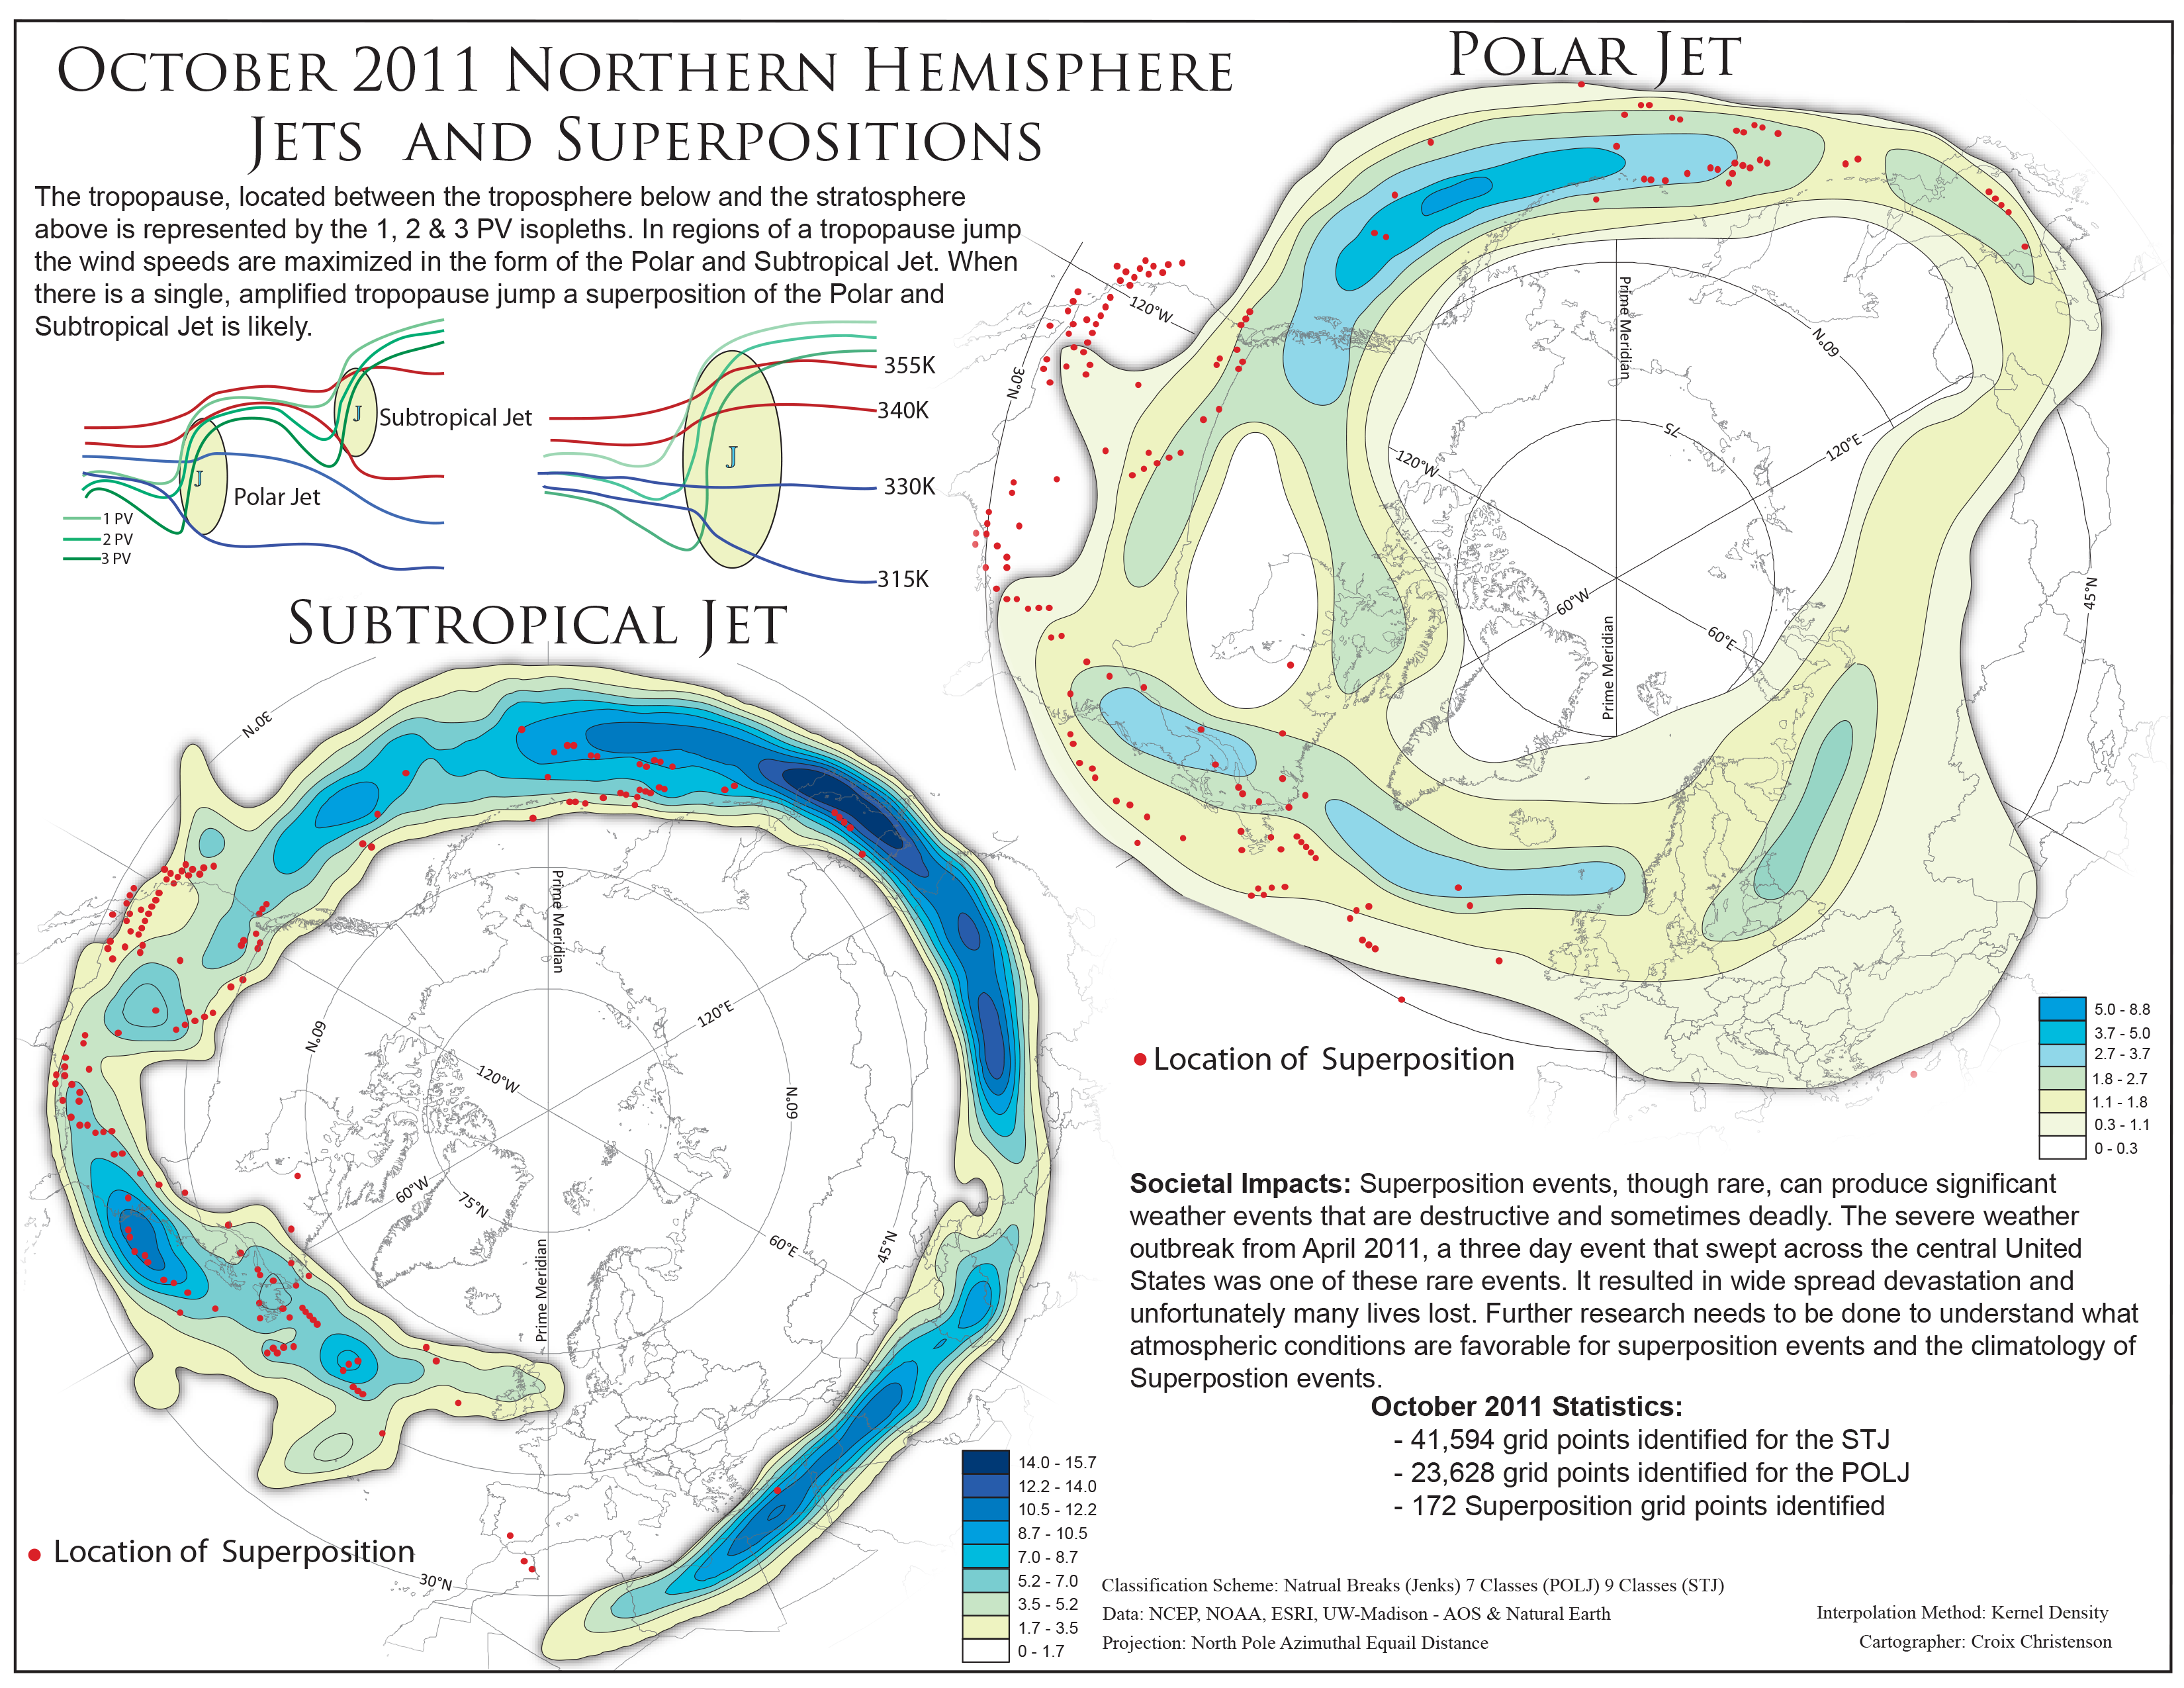 October 2011 Northern Hemisphere
Jets and Superpositions
The tropopause, located between the troposphere below and the stratosphere
above is represented by the 1, 2 & 3 PV isopleths. In regions of a tropopause jump
the wind speeds are maximized in the form of the Polar and Subtropical Jet. When
there is a single, amplified tropopause jump a superposition of the Polar and
Subtropical Jet is likely.
J
Subtropical Jet
J
Polar Jet
1 PV
2 PV
3 PV
J
355K
340K
330K
315K
Polar Jet
120°W
30°N
Prime Meridian
60°N
75
120°W
120°E
60°W
60°E
Prime Meridian
45°N
Location of Superposition
5.0 - 8.8
3.7 - 5.0
2.7 - 3.7
1.8 - 2.7
1.1 - 1.8
0.3 - 1.1
0 - 0.3
Subtropical Jet
30°N
Prime Meridian
120°E
60°N
120°W
60°N
60°W
75°N
60°E
45°N
Prime Meridian
30°N
Location of Superposition
14.0 - 15.7
12.2 - 14.0
10.5 - 12.2
8.7 - 10.5
7.0 - 8.7
5.2 - 7.0
3.5 - 5.2
1.7 - 3.5
0 - 1.7
Societal Impacts: Superposition events, though rare, can produce significant
weather events that are destructive and sometimes deadly. The severe weather
outbreak from April 2011, a three day event that swept across the central United
States was one of these rare events. It resulted in wide spread devastation and
unfortunately many lives lost. Further research needs to be done to understand what
atmospheric conditions are favorable for superposition events and the climatology of
Superpostion events.
October 2011 Statistics:
- 41,594 grid points identified for the STJ
- 23,628 grid points identified for the POLJ
- 172 Superposition grid points identified
Classification Scheme: Natrual Breaks (Jenks) 7 Classes (POLJ) 9 Classes (STJ)
Data: NCEP, NOAA, ESRI, UW-Madison - AOS & Natural Earth
Projection: North Pole Azimuthal Equail Distance
Interpolation Method: Kernel Density
Cartographer: Croix Christenson